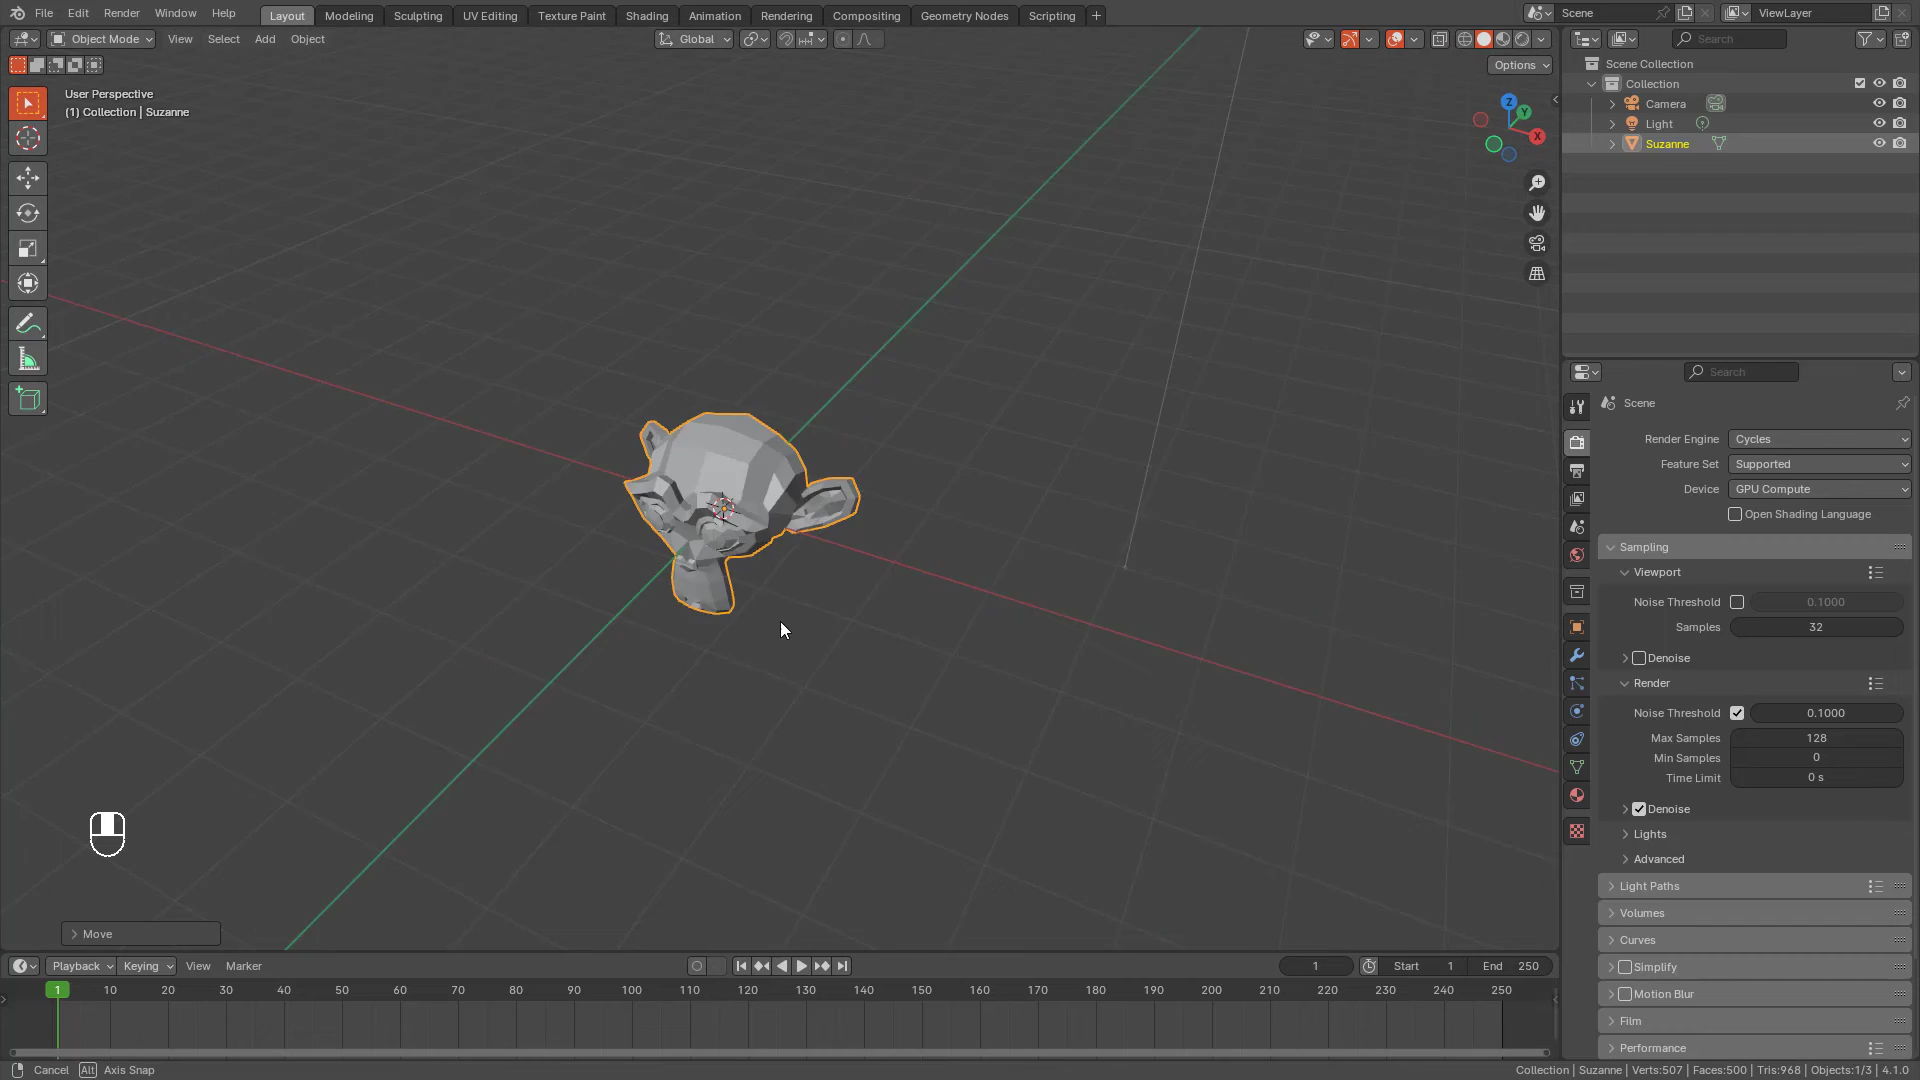 File Edit Render Window Help Layout Modeling Sculpting UV Editing Texture Paint Shading Animation Rendering Compositing Geometry Nodes Scripting + Scene ViewLayer
Object Mode View Select Add Object Global Search
Options
User Perspective
(1) Collection | Suzanne
Z
Y
X
Scene Collection
Collection
Camera
Light
Suzanne
Search
Scene
Render Engine Cycles
Feature Set Supported
Device GPU Compute
Open Shading Language
Sampling
Viewport
Noise Threshold 0.1000
Samples 32
Denoise
Render
Noise Threshold 0.1000
Max Samples 128
Min Samples 0
Time Limit 0 s
Denoise
Lights
Advanced
Light Paths
Volumes
Curves
Simplify
Motion Blur
Film
Performance
Move
Playback Keying View Marker 1 Start 1 End 250
1 10 20 30 40 50 60 70 80 90 100 110 120 130 140 150 160 170 180 190 200 210 220 230 240 250
Cancel Alt Axis Snap Collection | Suzanne | Verts:507 | Faces:500 | Tris:968 | Objects:1/3 | 4.1.0